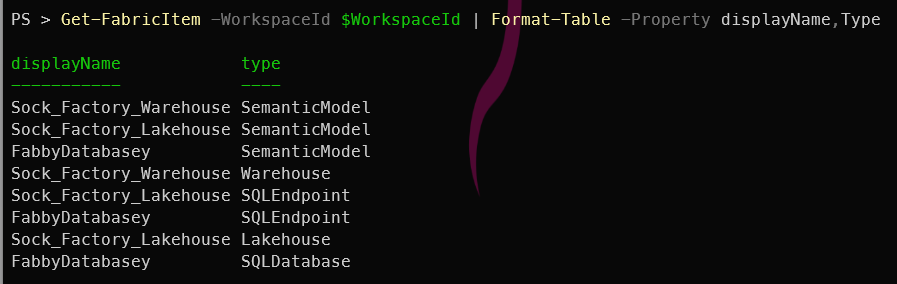 PS > Get-FabricItem -WorkspaceId $WorkspaceId | Format-Table -Property displayName,Type
displayName type
----------- ----
Sock_Factory_Warehouse SemanticModel
Sock_Factory_Lakehouse SemanticModel
FabbyDatabasey SemanticModel
Sock_Factory_Warehouse Warehouse
Sock_Factory_Lakehouse SQLEndpoint
FabbyDatabasey SQLEndpoint
Sock_Factory_Lakehouse Lakehouse
FabbyDatabasey SQLDatabase